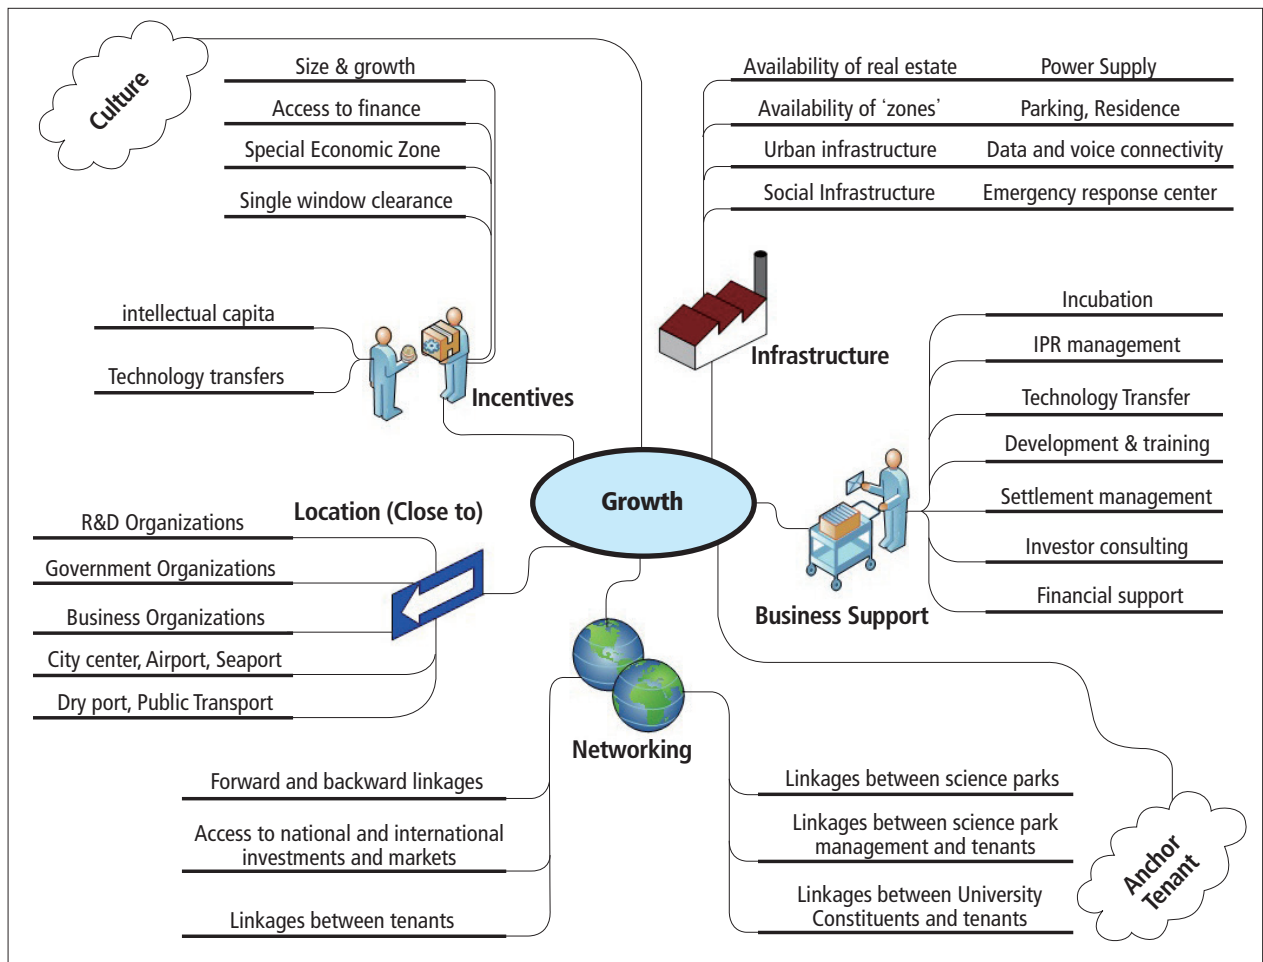 Culture
Size & growth
Access to finance
Special Economic Zone
Single window clearance
intellectual capita
Technology transfers
Incentives
Availability of real estate Power Supply
Availability of ‘zones’ Parking, Residence
Urban infrastructure Data and voice connectivity
Social Infrastructure Emergency response center
Infrastructure
Incubation
IPR management
Technology Transfer
Development & training
Settlement management
Investor consulting
Financial support
Business Support
Growth
Location (Close to)
R&D Organizations
Government Organizations
Business Organizations
City center, Airport, Seaport
Dry port, Public Transport
Networking
Forward and backward linkages
Access to national and international
investments and markets
Linkages between tenants
Linkages between science parks
Linkages between science park
management and tenants
Linkages between University
Constituents and tenants
Anchor
Tenant